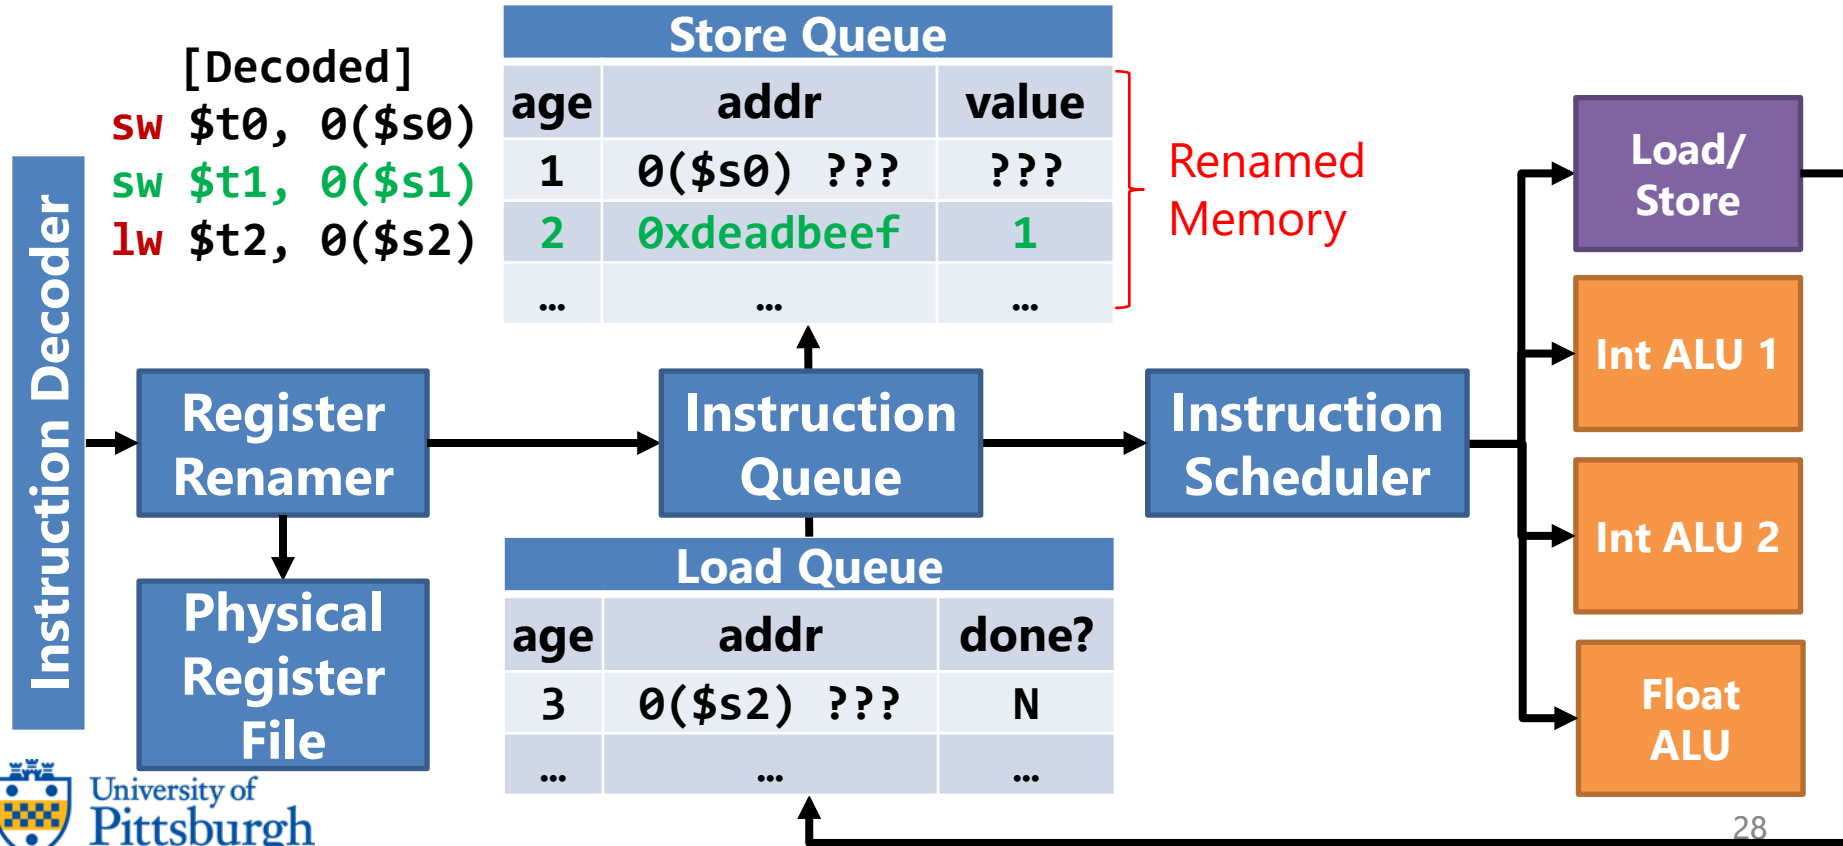 [Decoded]
sw $t0, 0($s0)
sw $t1, 0($s1)
lw $t2, 0($s2)
Store Queue
age addr value
1 0($s0) ??? ???
2 0xdeadbeef 1
… … …
Renamed
Memory
Instruction Decoder
Register
Renamer
Physical
Register
File
Instruction
Queue
Load Queue
age addr done?
3 0($s2) ??? N
… … …
Instruction
Scheduler
Load/
Store
Int ALU 1
Int ALU 2
Float
ALU
University of
Pittsburgh
28